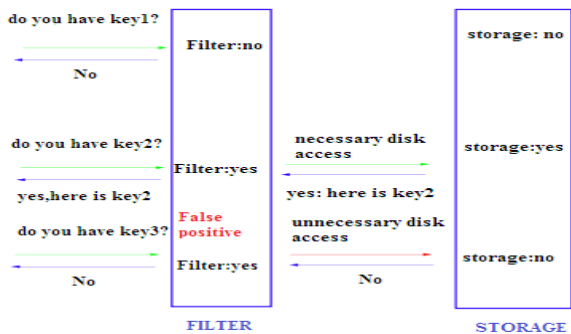 do you have key1?
Filter:no
No
storage: no
do you have key2?
Filter:yes
yes,here is key2
necessary disk
access
yes: here is key2
storage:yes
do you have key3?
False
positive
Filter:yes
No
unnecessary disk
access
No
storage:no
FILTER
STORAGE